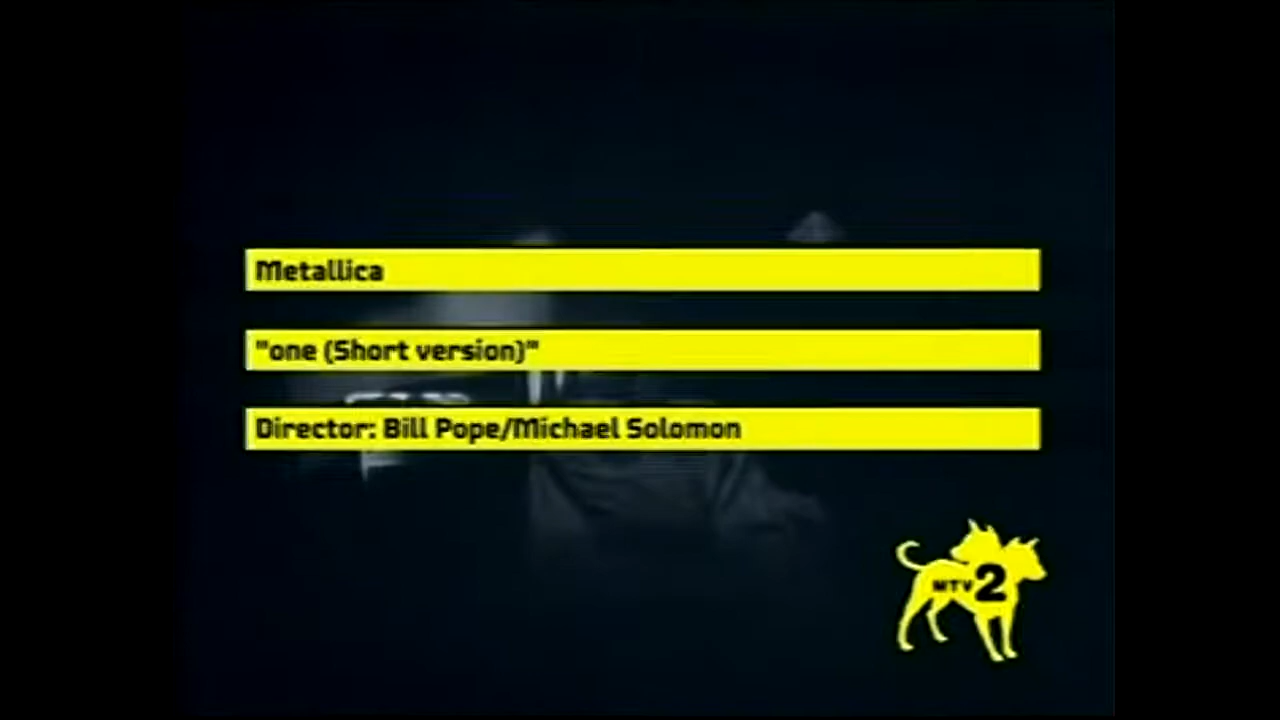 Metallica
"one (Short version)"
Director: Bill Pope/Michael Solomon
MTV2